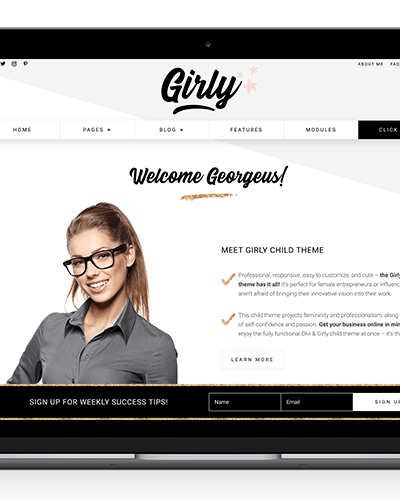 ABOUT ME FAQ
Girly
HOME PAGES + BLOG + FEATURES MODULES CLICK
Welcome Georgeus!
MEET GIRLY CHILD THEME
Professional, responsive, easy to customize, and cute – the Girly
theme has it all! It's perfect for female entrepreneurs or influen
aren't afraid of bringing their innovative vision into their work.
This child theme projects femininity and professionalism, along
of self-confidence and passion. Get your business online in min
enjoy the fully functional Divi & Girly child theme at once – it's th
LEARN MORE
SIGN UP FOR WEEKLY SUCCESS TIPS! Name Email SIGN UP